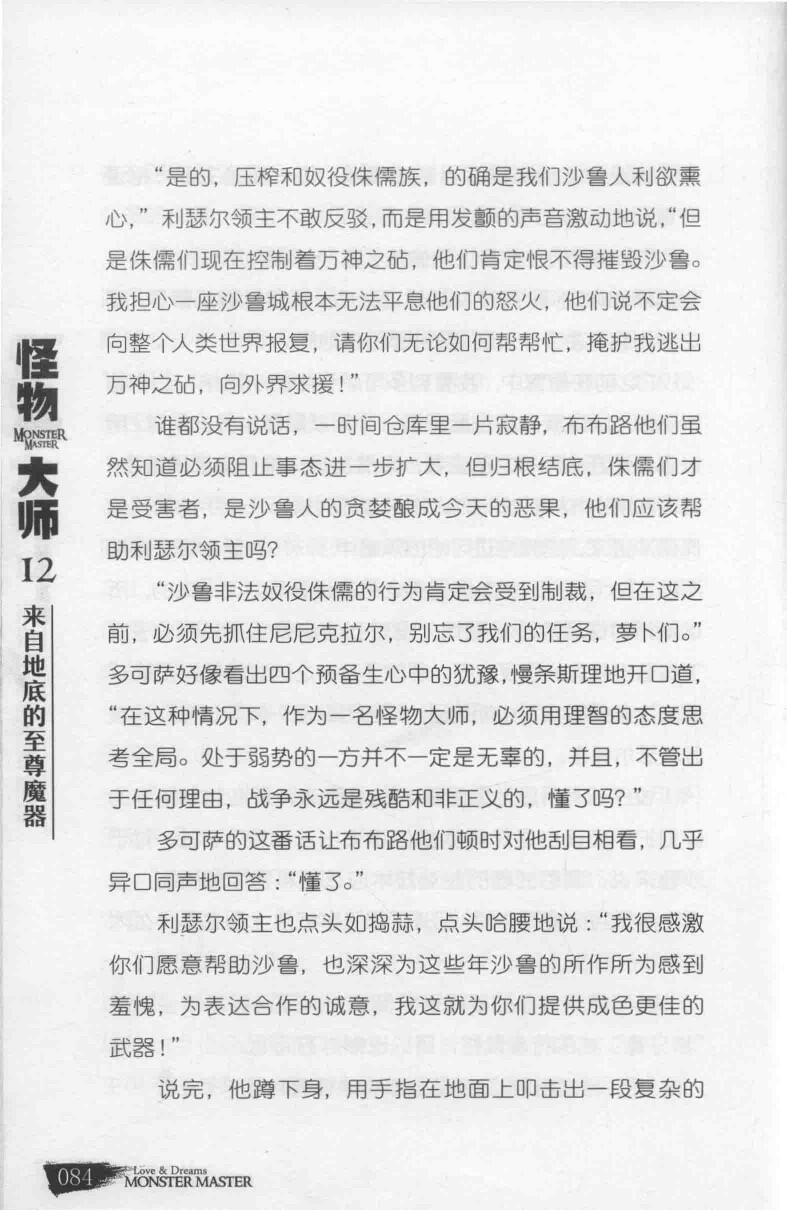 “是的，压榨和奴役侏儒族，的确是我们沙鲁人利欲熏
心，”利瑟尔领主不敢反驳，而是用发颤的声音激动地说，“但
是侏儒们现在控制着万神之砧，他们肯定恨不得摧毁沙鲁。
我担心一座沙鲁城根本无法平息他们的怒火，他们说不定会
向整个人类世界报复，请你们无论如何帮帮忙，掩护我逃出
万神之砧，向外界求援！”
谁都没有说话，一时间仓库里一片寂静，布布路他们虽
然知道必须阻止事态进一步扩大，但归根结底，侏儒们才
是受害者，是沙鲁人的贪婪酿成今天的恶果，他们应该帮
助利瑟尔领主吗？
“沙鲁非法奴役侏儒的行为肯定会受到制裁，但在这之
前，必须先抓住尼尼克拉尔，别忘了我们的任务，萝卜们。”
多可萨好像看出四个预备生心中的犹豫，慢条斯理地开口道，
“在这种情况下，作为一名怪物大师，必须用理智的态度思
考全局。处于弱势的一方并不一定是无辜的，并且，不管出
于任何理由，战争永远是残酷和非正义的，懂了吗？”
多可萨的这番话让布布路他们顿时对他刮目相看，几乎
异口同声地回答：“懂了。”
利瑟尔领主也点头如捣蒜，点头哈腰地说：“我很感激
你们愿意帮助沙鲁，也深深为这些年沙鲁的所作所为感到
羞愧，为表达合作的诚意，我这就为你们提供成色更佳的
武器！”
说完，他蹲下身，用手指在地面上叩击出一段复杂的
怪物
MONSTER
MASTER
大师
12
来自地底的至尊魔器
084
Love & Dreams
MONSTER MASTER